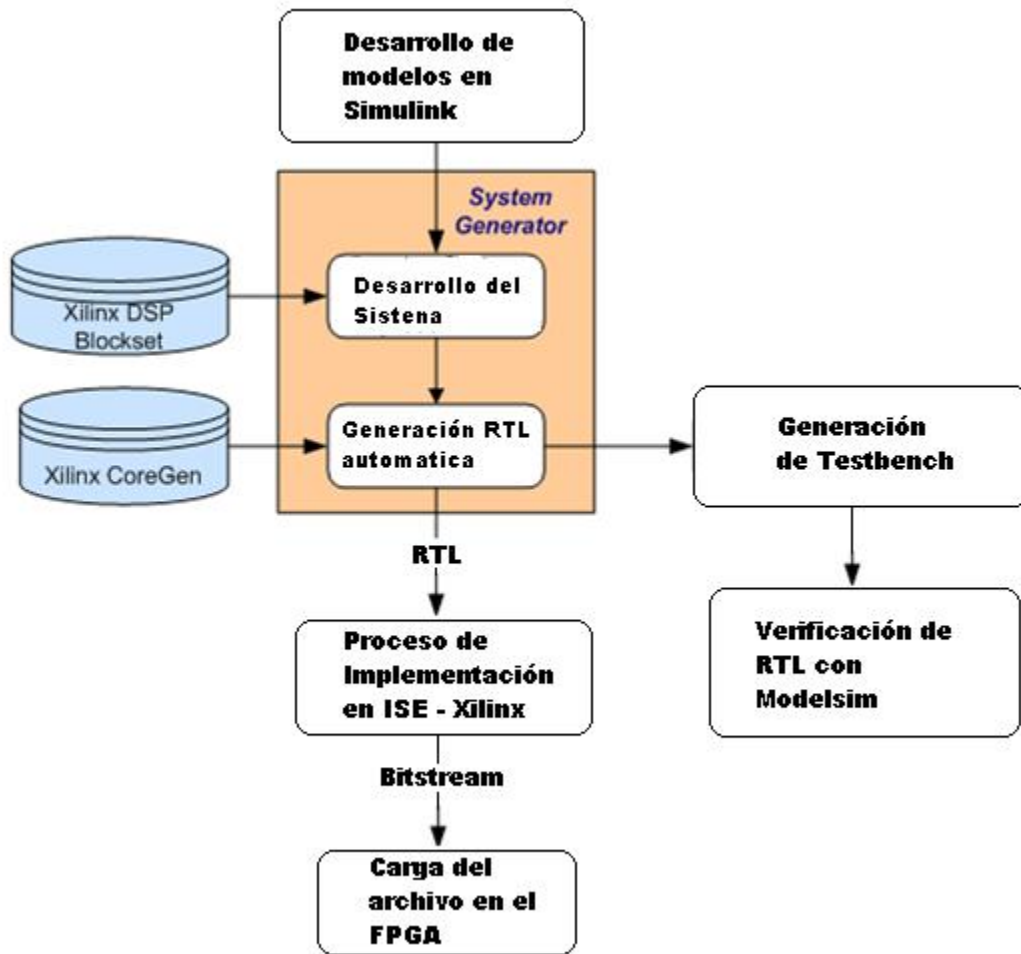 Desarrollo de
modelos en
Simulink
System
Generator
Xilinx DSP
Blockset
Desarrollo del
Sistena
Xilinx CoreGen
Generación RTL
automatica
Generación
de Testbench
RTL
Verificación de
RTL con
Modelsim
Proceso de
Implementación
en ISE - Xilinx
Bitstream
Carga del
archivo en el
FPGA